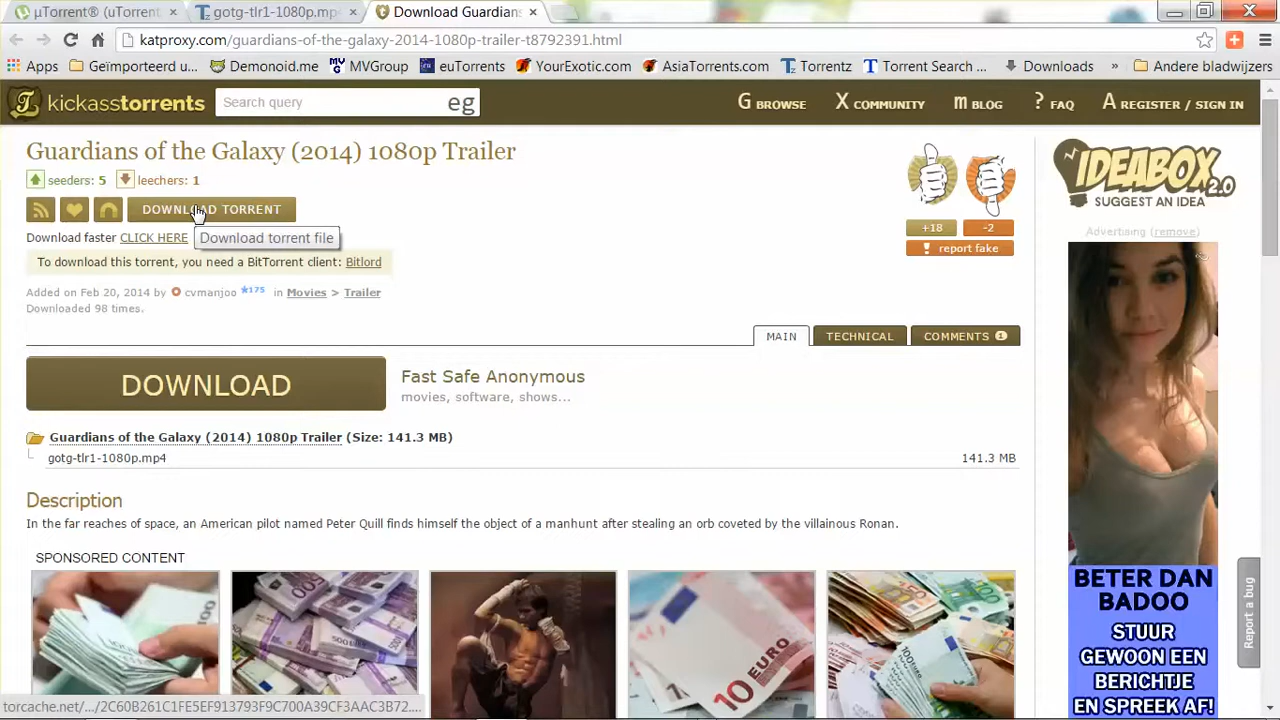 µTorrent® (uTorrent
gotg-tlr1-1080p.mp4
Download Guardians
katproxy.com/guardians-of-the-galaxy-2014-1080p-trailer-t8792391.html
Apps
Geïmporteerd u...
Demonoid.me
MVGroup
euTorrents
YourExotic.com
AsiaTorrents.com
Torrentz
Torrent Search ...
Downloads
»
Andere bladwijzers
kickasstorrents
Search query
eg
G BROWSE
X COMMUNITY
m BLOG
? FAQ
A REGISTER / SIGN IN
Guardians of the Galaxy (2014) 1080p Trailer
seeders: 5
leechers: 1
DOWNLOAD TORRENT
Download faster CLICK HERE
Download torrent file
To download this torrent, you need a BitTorrent client: Bitlord
Added on Feb 20, 2014 by cvmanjoo ★175 in Movies > Trailer
Downloaded 98 times.
+18
-2
report fake
MAIN
TECHNICAL
COMMENTS 1
DOWNLOAD
Fast Safe Anonymous
movies, software, shows...
Guardians of the Galaxy (2014) 1080p Trailer (Size: 141.3 MB)
gotg-tlr1-1080p.mp4
141.3 MB
Description
In the far reaches of space, an American pilot named Peter Quill finds himself the object of a manhunt after stealing an orb coveted by the villainous Ronan.
SPONSORED CONTENT
10 EURO
IDEABOX 2.0
SUGGEST AN IDEA
Advertising (remove)
BETER DAN
BADOO
STUUR
GEWOON EEN
BERICHTJE
EN SPREEK AF!
Report a bug
torcache.net/.../2C60B261C1FE5EF913793F9C700A39CF3AAC3B72....